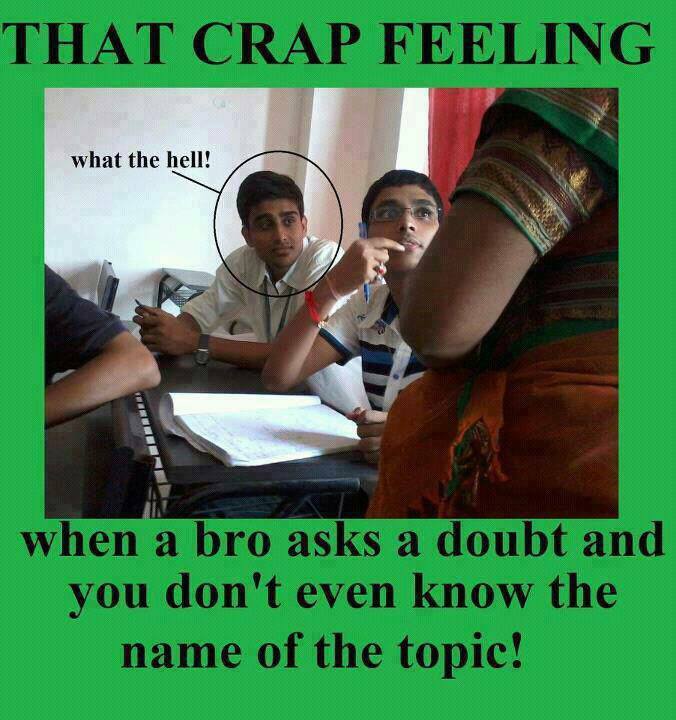 THAT CRAP FEELING
what the hell!
when a bro asks a doubt and
you don't even know the
name of the topic!